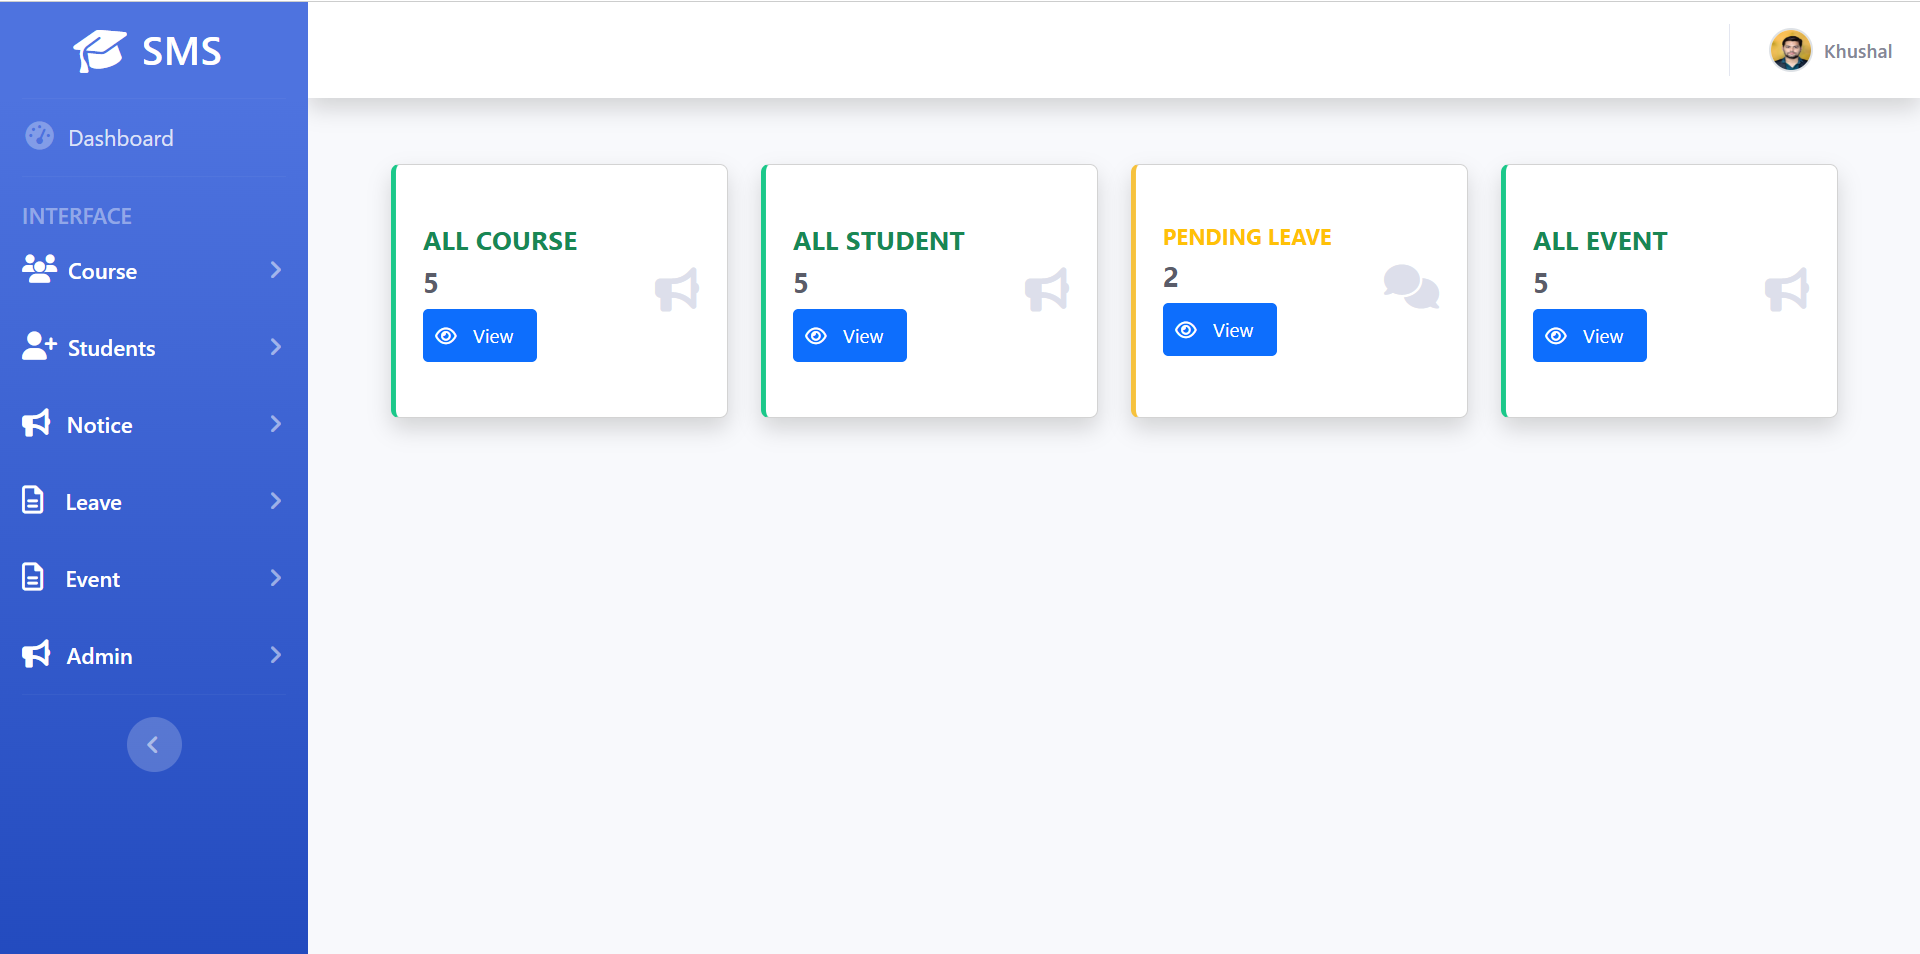 SMS
Khushal
Dashboard
INTERFACE
Course
Students
Notice
Leave
Event
Admin
ALL COURSE
5
View
ALL STUDENT
5
View
PENDING LEAVE
2
View
ALL EVENT
5
View